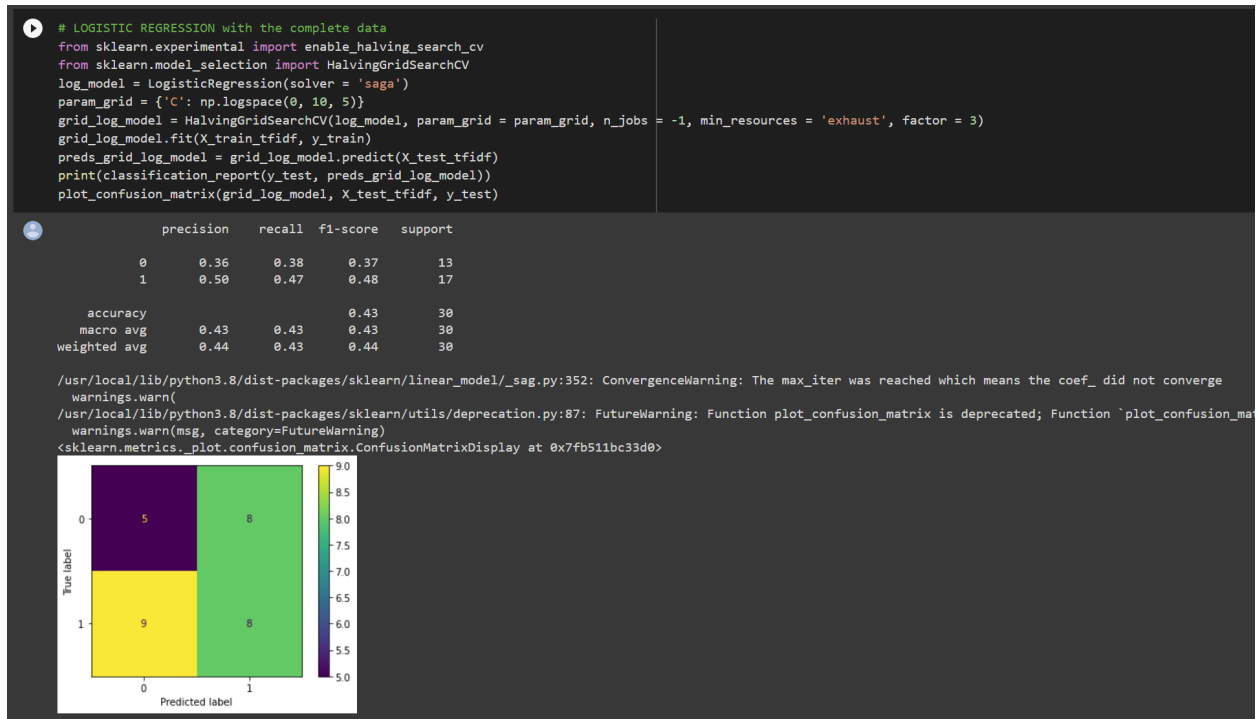 # LOGISTIC REGRESSION with the complete data
from sklearn.experimental import enable_halving_search_cv
from sklearn.model_selection import HalvingGridSearchCV
log_model = LogisticRegression(solver = 'saga')
param_grid = {'C': np.logspace(0, 10, 5)}
grid_log_model = HalvingGridSearchCV(log_model, param_grid = param_grid, n_jobs = -1, min_resources = 'exhaust', factor = 3)
grid_log_model.fit(X_train_tfidf, y_train)
preds_grid_log_model = grid_log_model.predict(X_test_tfidf)
print(classification_report(y_test, preds_grid_log_model))
plot_confusion_matrix(grid_log_model, X_test_tfidf, y_test)
precision recall f1-score support
0 0.36 0.38 0.37 13
1 0.50 0.47 0.48 17
accuracy 0.43 30
macro avg 0.43 0.43 0.43 30
weighted avg 0.44 0.43 0.44 30
/usr/local/lib/python3.8/dist-packages/sklearn/linear_model/_sag.py:352: ConvergenceWarning: The max_iter was reached which means the coef_ did not converge
warnings.warn(
/usr/local/lib/python3.8/dist-packages/sklearn/utils/deprecation.py:87: FutureWarning: Function plot_confusion_matrix is deprecated; Function `plot_confusion_ma
warnings.warn(msg, category=FutureWarning)
<sklearn.metrics._plot.confusion_matrix.ConfusionMatrixDisplay at 0x7fb511bc33d0>
9.0
8.5
0 5 8 8.0
7.5
True label
7.0
6.5
1 9 8 6.0
5.5
5.0
0 1
Predicted label